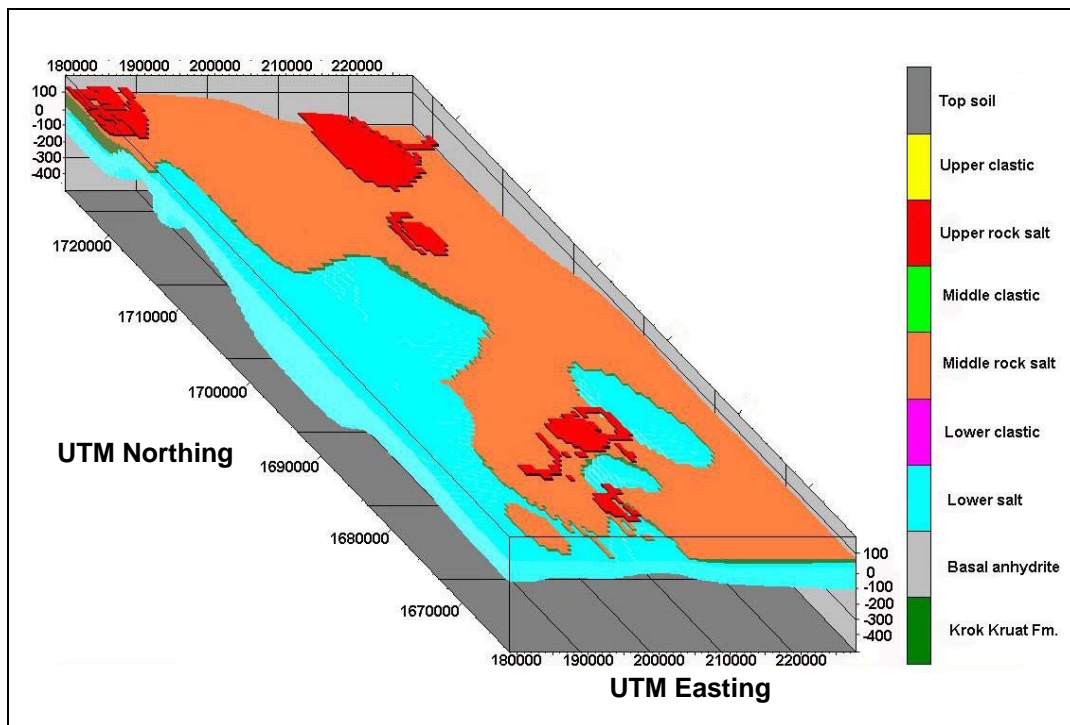 180000 190000 200000 210000 220000
100
0
-100
-200
-300
-400
1720000
1710000
1700000
1690000
1680000
1670000
UTM Northing
100
0
-100
-200
-300
-400
180000 190000 200000 210000 220000
UTM Easting
Top soil
Upper clastic
Upper rock salt
Middle clastic
Middle rock salt
Lower clastic
Lower salt
Basal anhydrite
Krok Kruat Fm.